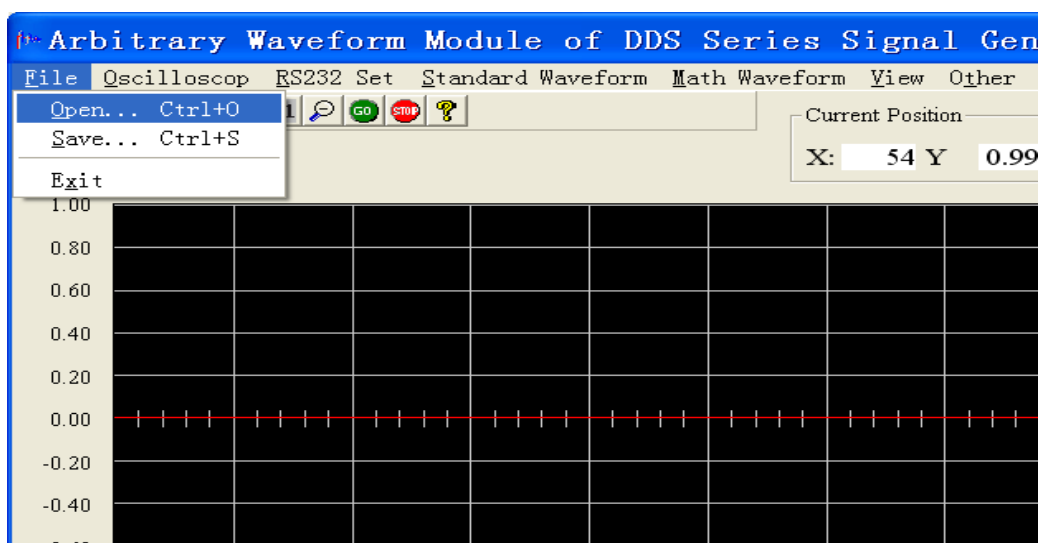 Arbitrary Waveform Module of DDS Series Signal Gen
File Oscilloscop RS232 Set Standard Waveform Math Waveform View Other
Open... Ctrl+O
GO STOP ?
Save... Ctrl+S
Exit
Current Position
X: 54 Y 0.99
1.00
0.80
0.60
0.40
0.20
0.00
-0.20
-0.40